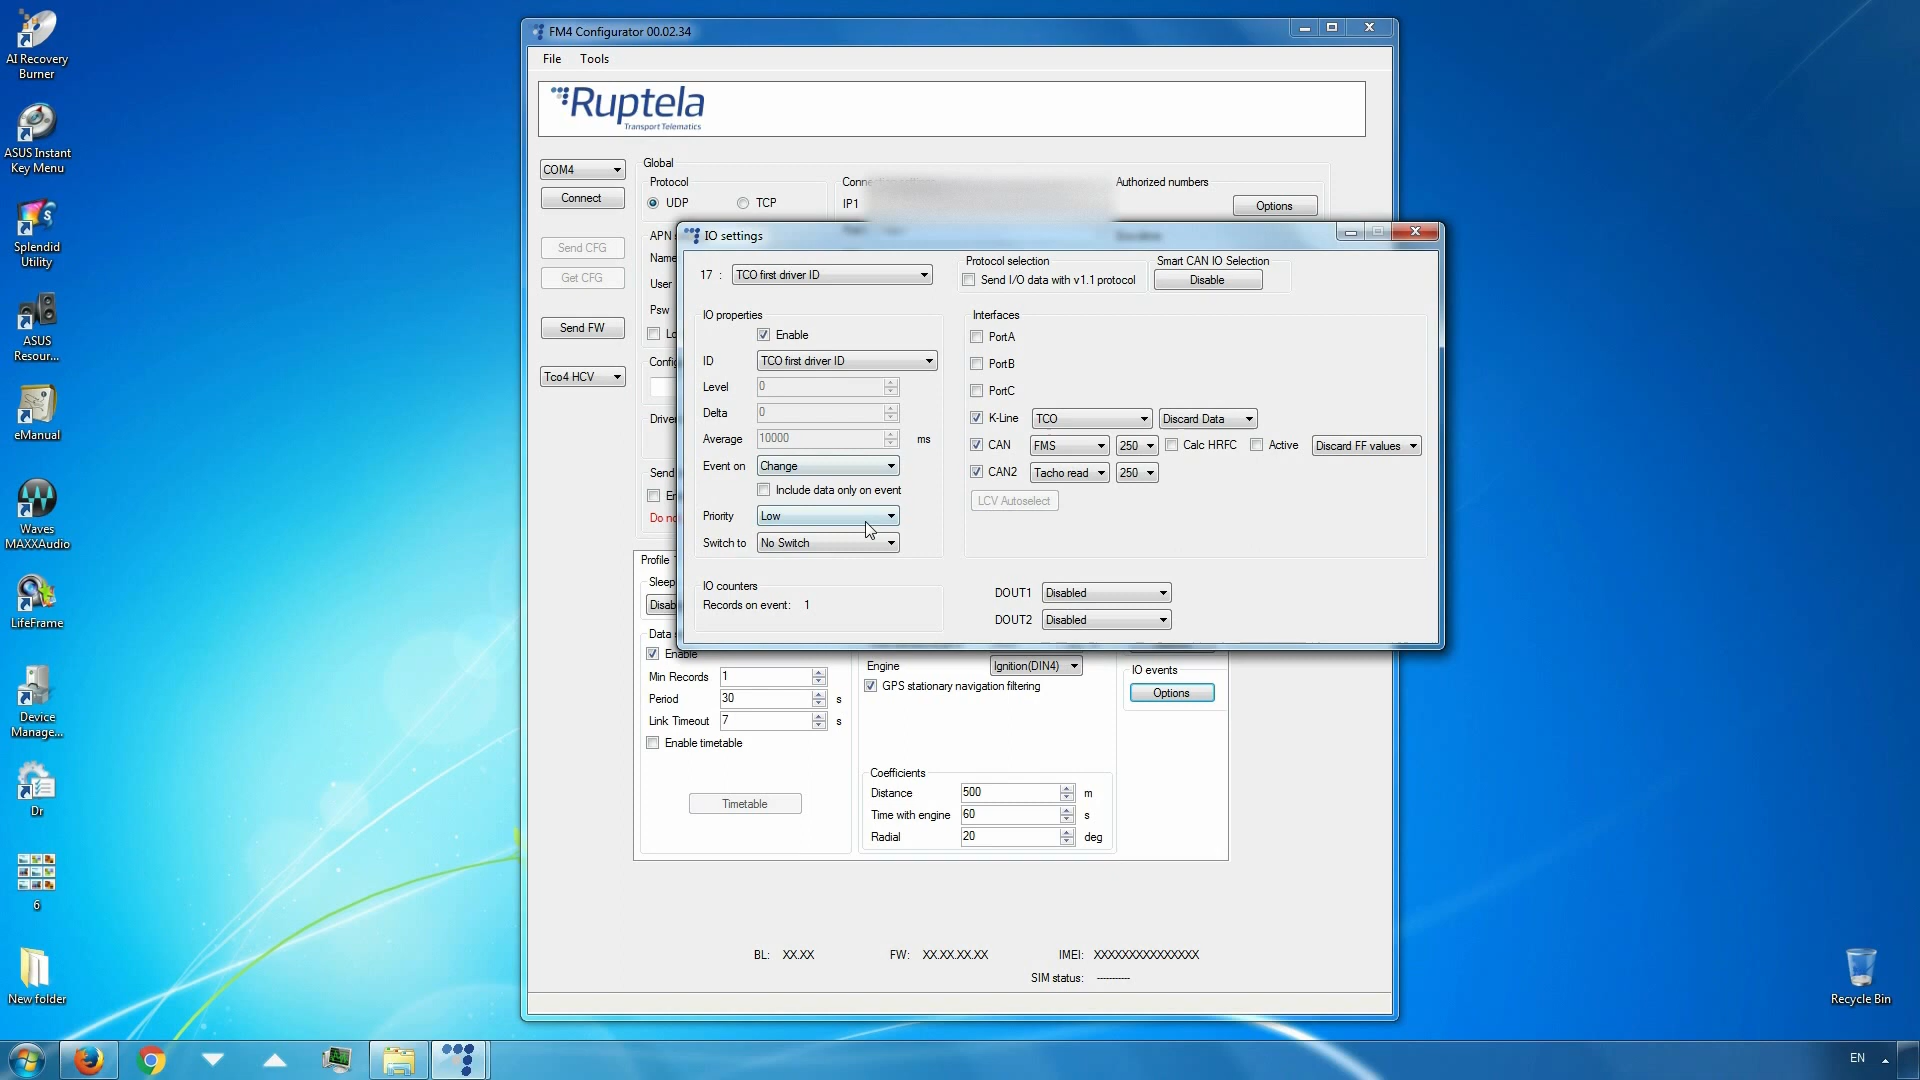 AI Recovery
Burner
ASUS Instant
Key Menu
Splendid
Utility
ASUS
Resour...
eManual
Waves
MAXXAudio
LifeFrame
Device
Manage...
Dr
6
New folder
Recycle Bin
EN
FM4 Configurator 00.02.34
File Tools
Ruptela
Transport Telematics
COM4
Connect
Send CFG
Get CFG
Send FW
Tco4 HCV
Global
Protocol
UDP TCP
IP1
Authorized numbers
Options
APN
Name
User
Psw
IO settings
17 : TCO first driver ID
Protocol selection
Send I/O data with v1.1 protocol
Smart CAN IO Selection
Disable
IO properties
Enable
ID TCO first driver ID
Level 0
Delta 0
Average 10000 ms
Event on Change
Include data only on event
Priority Low
Switch to No Switch
IO counters
Records on event: 1
Interfaces
PortA
PortB
PortC
K-Line TCO Discard Data
CAN FMS 250 Calc HRFC Active Discard FF values
CAN2 Tacho read 250
LCV Autoselect
DOUT1 Disabled
DOUT2 Disabled
Send
Profile
Sleep
Data
Enable
Min Records 1
Period 30 s
Link Timeout 7 s
Enable timetable
Timetable
Engine Ignition(DIN4)
GPS stationary navigation filtering
Coefficients
Distance 500 m
Time with engine 60 s
Radial 20 deg
IO events
Options
BL: XX.XX FW: XX.XX.XX.XX IMEI: XXXXXXXXXXXXXXX
SIM status: -----------